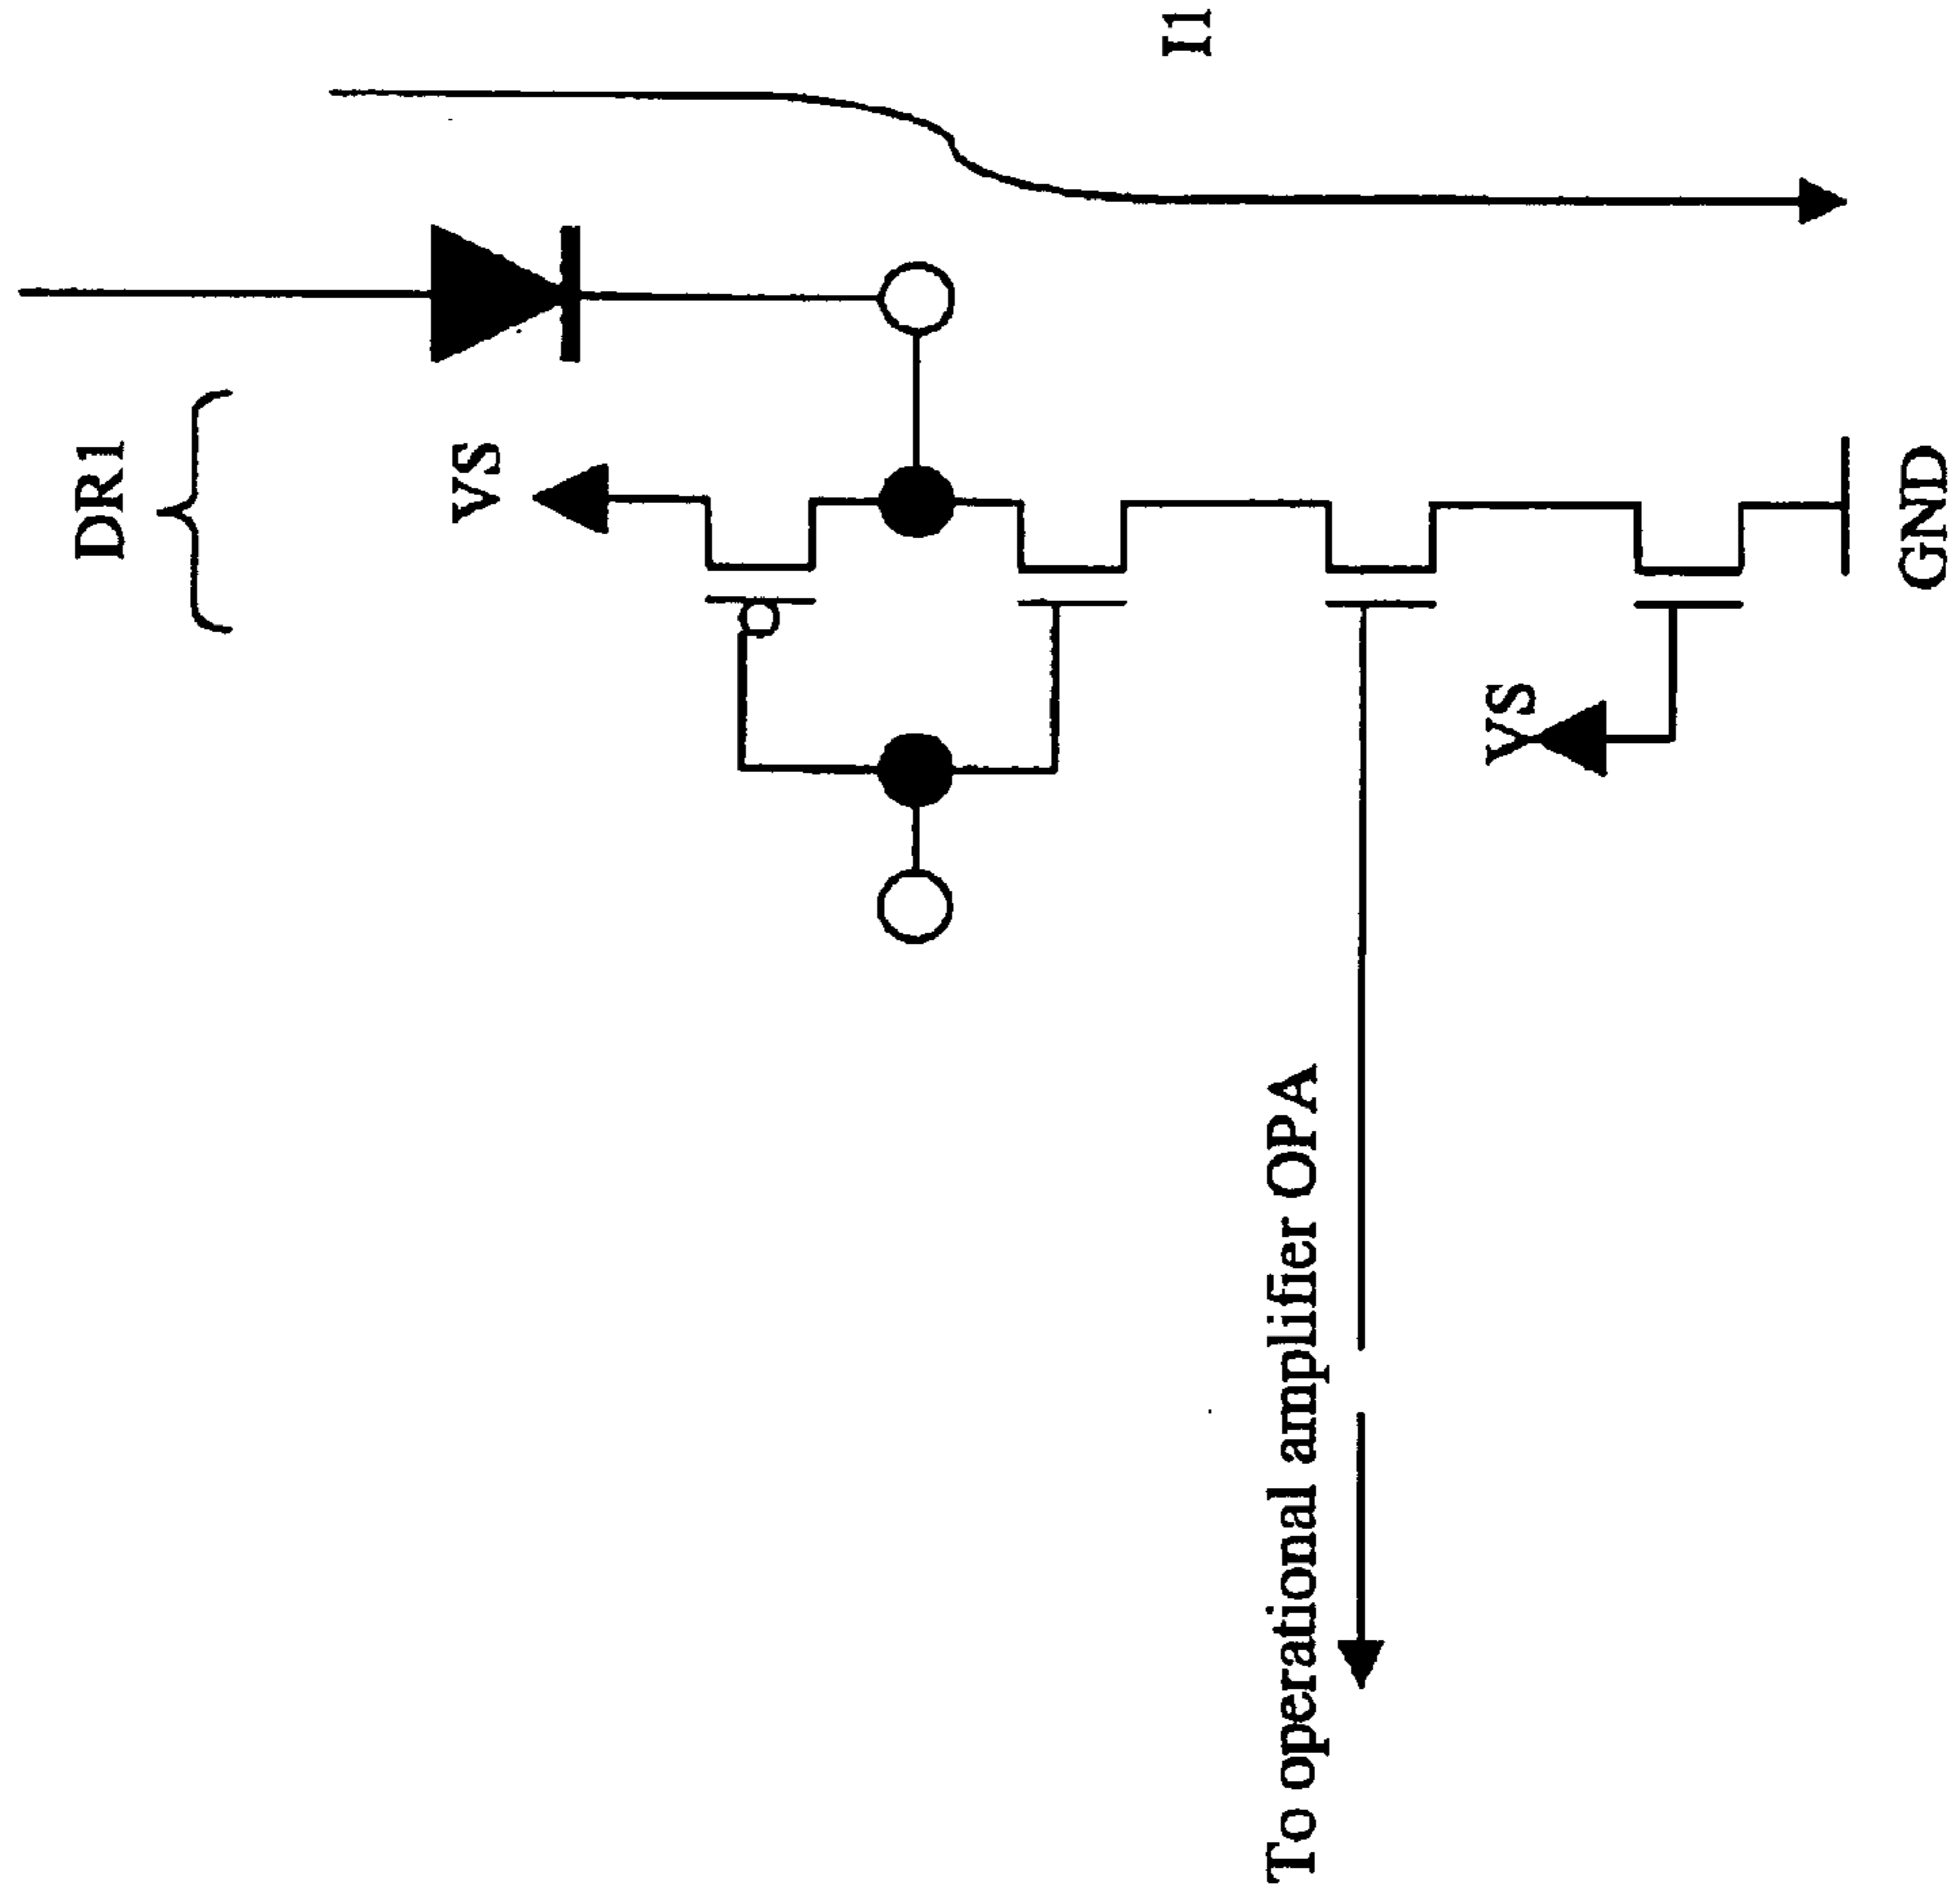 DR1
VS
I1
To operational amplifier OPA
VS
GND